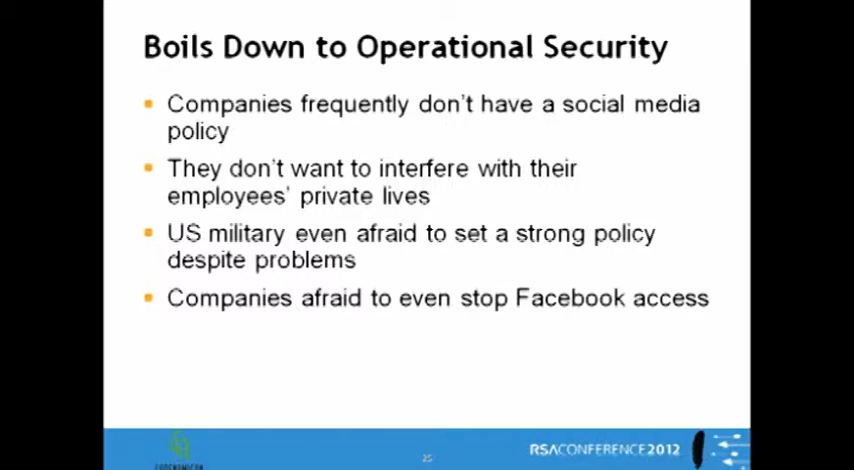 Boils Down to Operational Security
Companies frequently don't have a social media
policy
They don't want to interfere with their
employees' private lives
US military even afraid to set a strong policy
despite problems
Companies afraid to even stop Facebook access
25
RSACONFERENCE2012